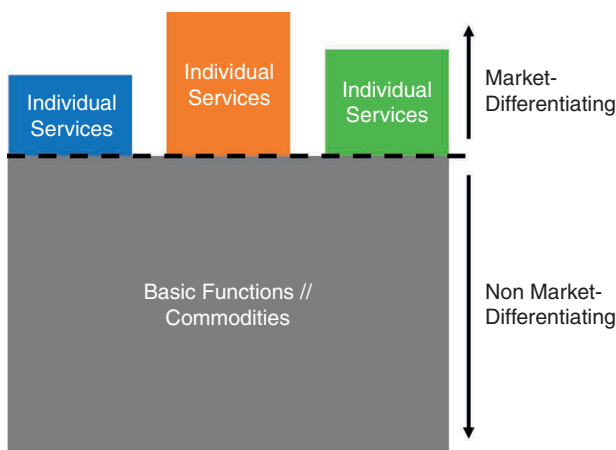 Individual
Services
Individual
Services
Individual
Services
Market-
Differentiating
Basic Functions //
Commodities
Non Market-
Differentiating